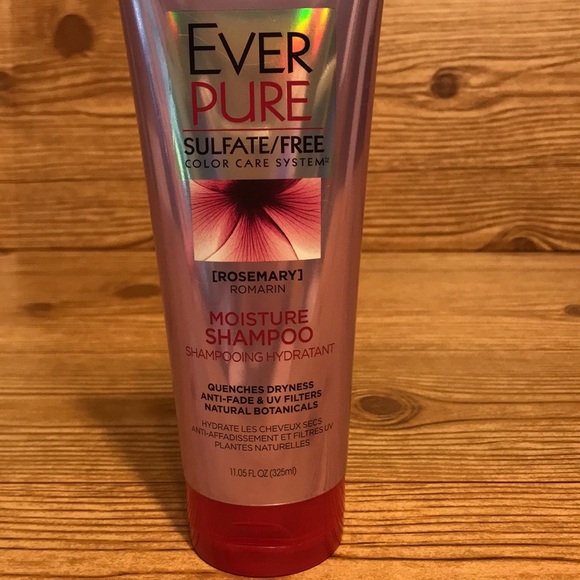 EVER
PURE
SULFATE/FREE
COLOR CARE SYSTEM
[ROSEMARY]
ROMARIN
MOISTURE
SHAMPOO
SHAMPOOING HYDRATANT
QUENCHES DRYNESS
ANTI-FADE & UV FILTERS
NATURAL BOTANICALS
HYDRATE LES CHEVEUX SECS
ANTI-AFFADISSEMENT ET FILTRES UV
PLANTES NATURELLES
11.05 FL OZ (325ml)